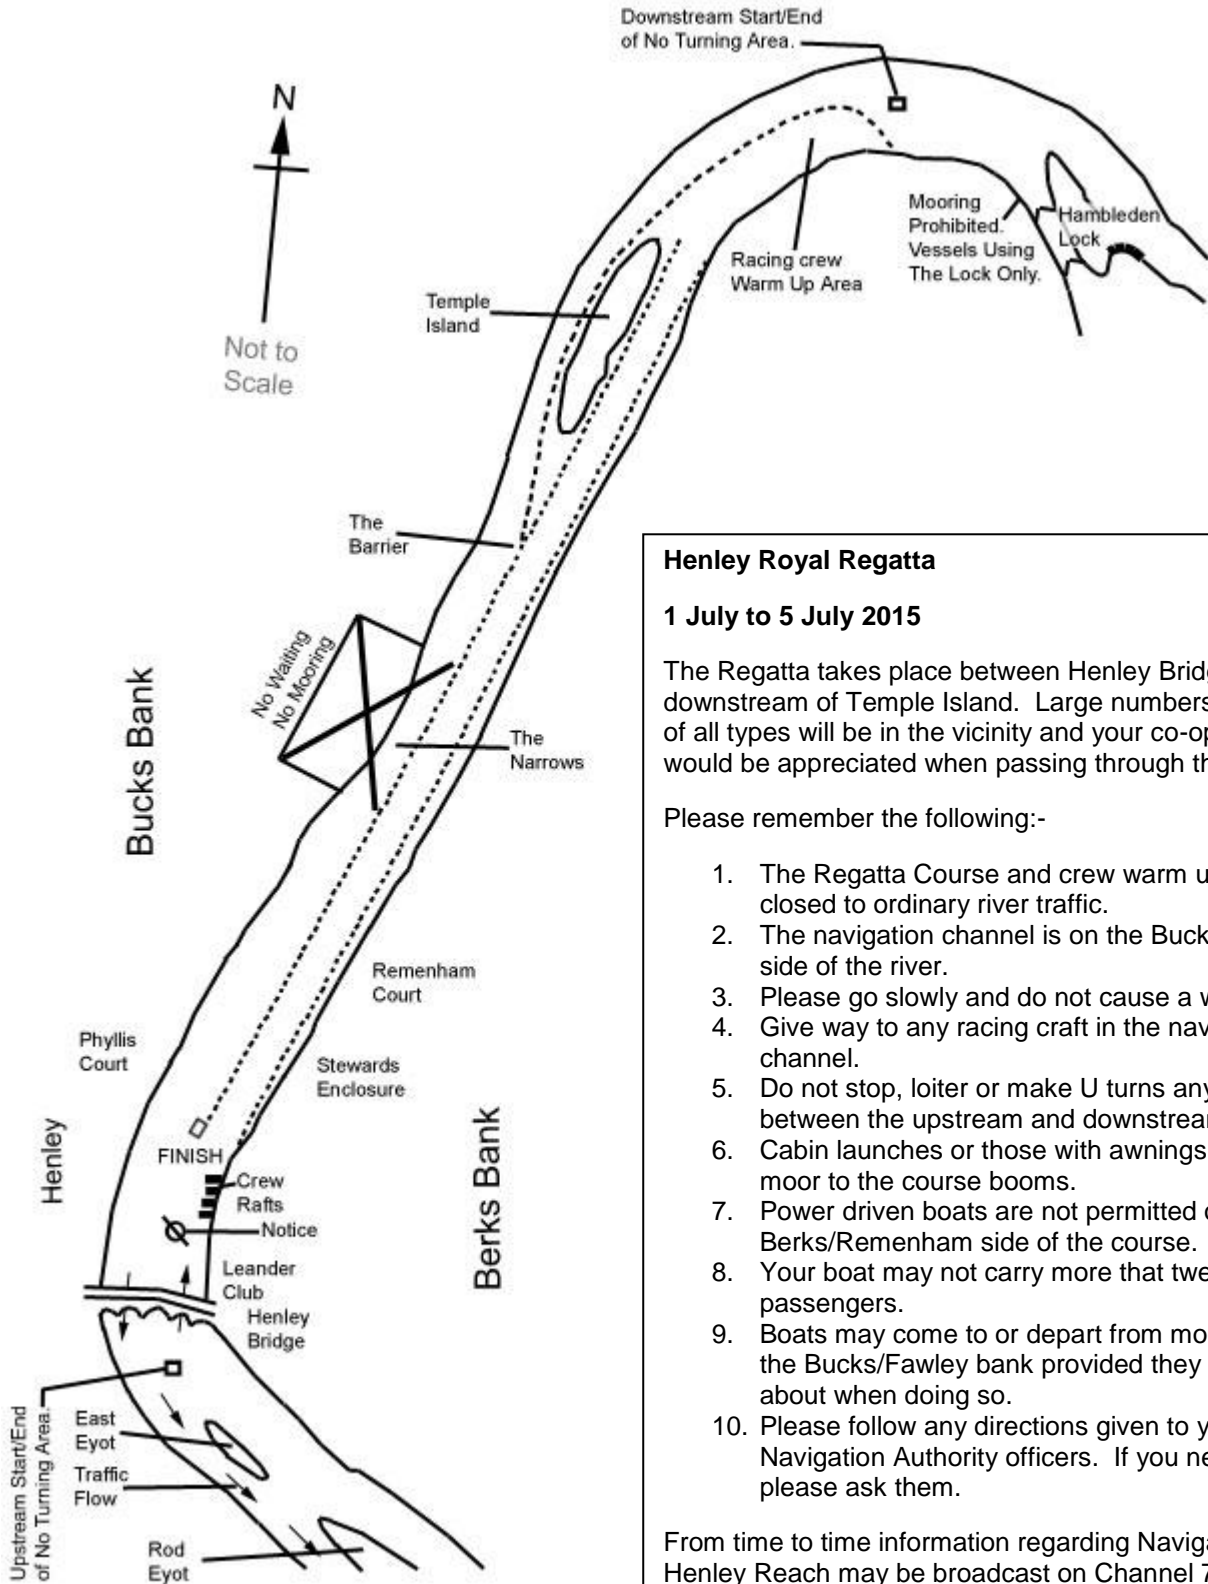 Downstream Start/End
of No Turning Area.
N
Not to
Scale
Mooring
Prohibited.
Vessels Using
The Lock Only.
Hambleden
Lock
Racing crew
Warm Up Area
Temple
Island
The
Barrier
No Waiting
No Mooring
The
Narrows
Bucks Bank
Remenham
Court
Phyllis
Court
Stewards
Enclosure
Henley
Berks Bank
FINISH
Crew
Rafts
Notice
Leander
Club
Henley
Bridge
Upstream Start/End
of No Turning Area.
East
Eyot
Traffic
Flow
Rod
Eyot
Henley Royal Regatta
1 July to 5 July 2015
The Regatta takes place between Henley Bridg
downstream of Temple Island. Large numbers
of all types will be in the vicinity and your co-op
would be appreciated when passing through th
Please remember the following:-
1. The Regatta Course and crew warm u
closed to ordinary river traffic.
2. The navigation channel is on the Buck
side of the river.
3. Please go slowly and do not cause a w
4. Give way to any racing craft in the nav
channel.
5. Do not stop, loiter or make U turns any
between the upstream and downstream
6. Cabin launches or those with awnings
moor to the course booms.
7. Power driven boats are not permitted o
Berks/Remenham side of the course.
8. Your boat may not carry more that twe
passengers.
9. Boats may come to or depart from mo
the Bucks/Fawley bank provided they
about when doing so.
10. Please follow any directions given to y
Navigation Authority officers. If you ne
please ask them.
From time to time information regarding Naviga
Henley Reach may be broadcast on Channel 7